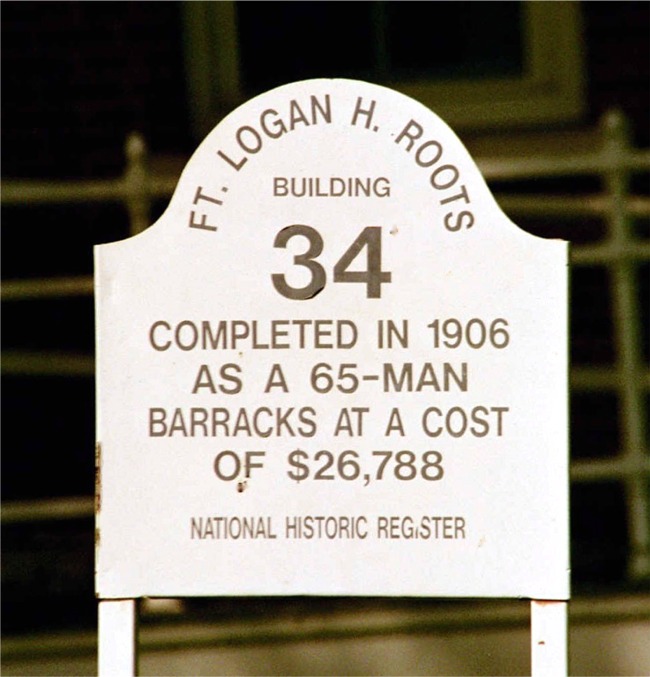 FT. LOGAN H. ROOTS
BUILDING
34
COMPLETED IN 1906
AS A 65-MAN
BARRACKS AT A COST
OF $26,788
NATIONAL HISTORIC REGISTER